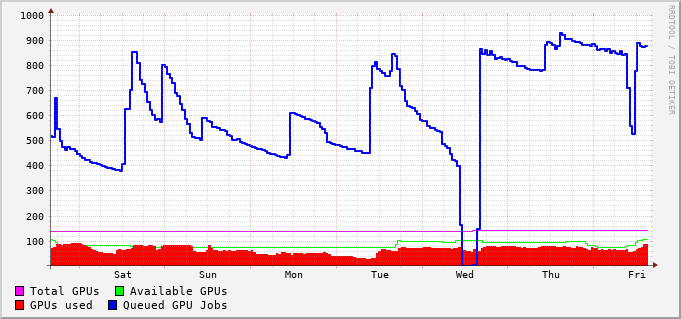 1000
900
800
700
600
500
400
300
200
100
Sat Sun Mon Tue Wed Thu Fri
Total GPUs Available GPUs
GPUs used Queued GPU Jobs
RRDTOOL / TOBI OETIKER